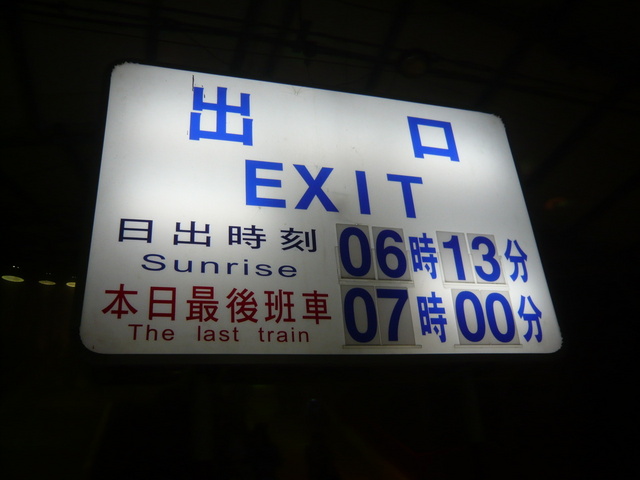 出口
EXIT
日出時刻 06時13分
Sunrise
本日最後班車 07時00分
The last train